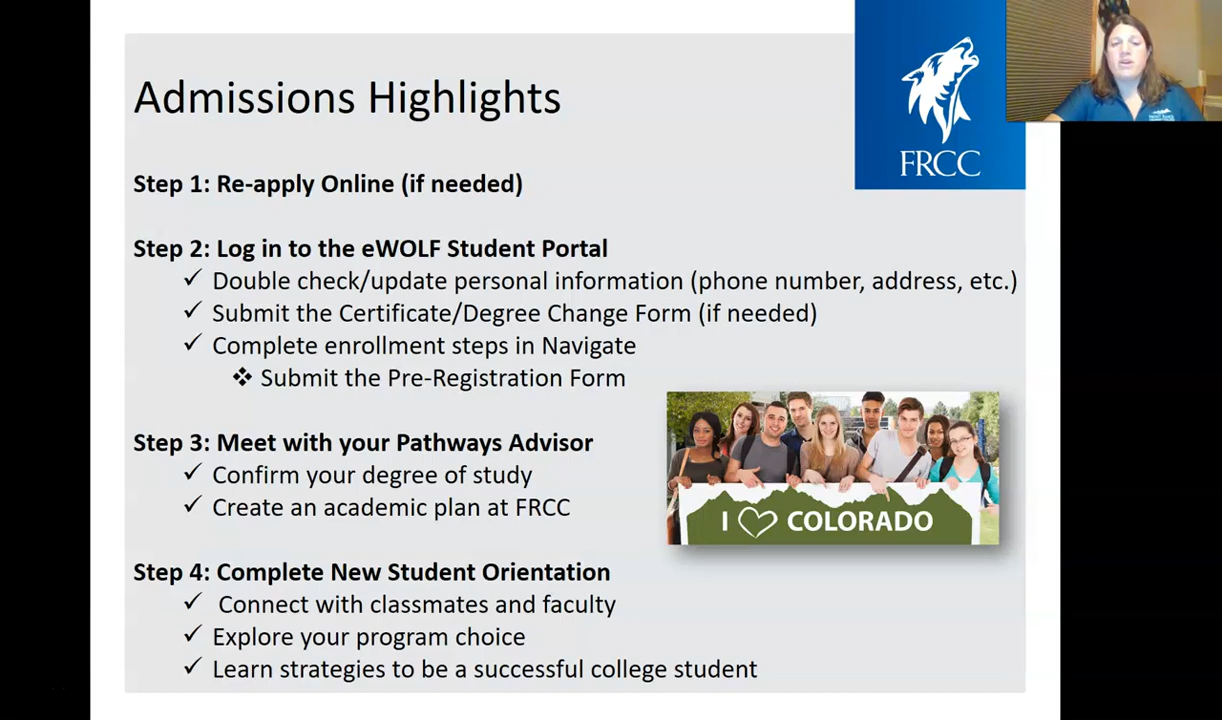 Admissions Highlights
FRCC
Step 1: Re-apply Online (if needed)
Step 2: Log in to the eWOLF Student Portal
✓ Double check/update personal information (phone number, address, etc.)
✓ Submit the Certificate/Degree Change Form (if needed)
✓ Complete enrollment steps in Navigate
❖ Submit the Pre-Registration Form
Step 3: Meet with your Pathways Advisor
✓ Confirm your degree of study
✓ Create an academic plan at FRCC
I ♡ COLORADO
Step 4: Complete New Student Orientation
✓ Connect with classmates and faculty
✓ Explore your program choice
✓ Learn strategies to be a successful college student